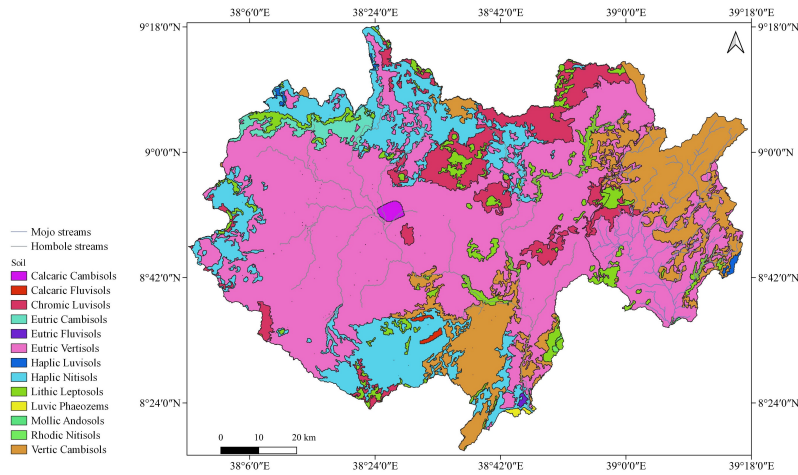 38°6'0"E 38°24'0"E 38°42'0"E 39°0'0"E 39°18'0"E
9°18'0"N 9°18'0"N
9°0'0"N 9°0'0"N
Mojo streams
Hombole streams
Soil
Calcaric Cambisols
Calcaric Fluvisols
Chromic Luvisols
Eutric Cambisols
Eutric Fluvisols
Eutric Vertisols
Haplic Luvisols
Haplic Nitisols
Lithic Leptosols
Luvic Phaeozems
Mollic Andosols
Rhodic Nitisols
Vertic Cambisols
8°42'0"N 8°42'0"N
8°24'0"N 8°24'0"N
0 10 20 km
38°6'0"E 38°24'0"E 38°42'0"E 39°0'0"E 39°18'0"E